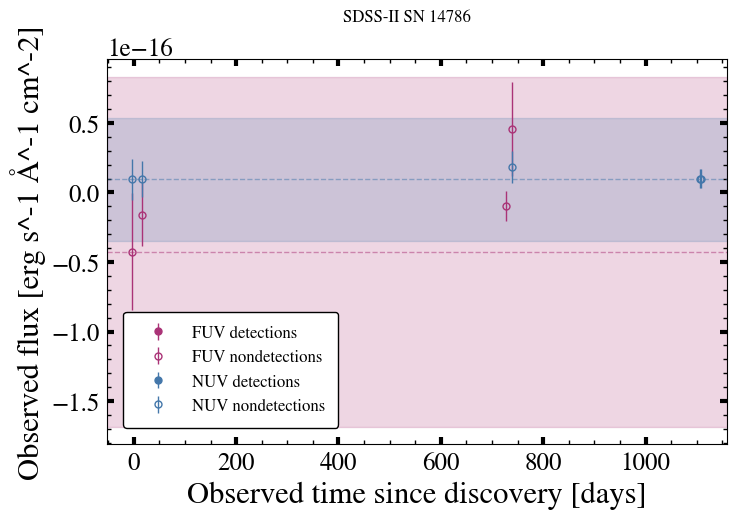 SDSS-II SN 14786
1e−16
Observed flux [erg s^-1 Å^-1 cm^-2]
0.5
0.0
−0.5
−1.0
−1.5
FUV detections
FUV nondetections
NUV detections
NUV nondetections
0 200 400 600 800 1000
Observed time since discovery [days]